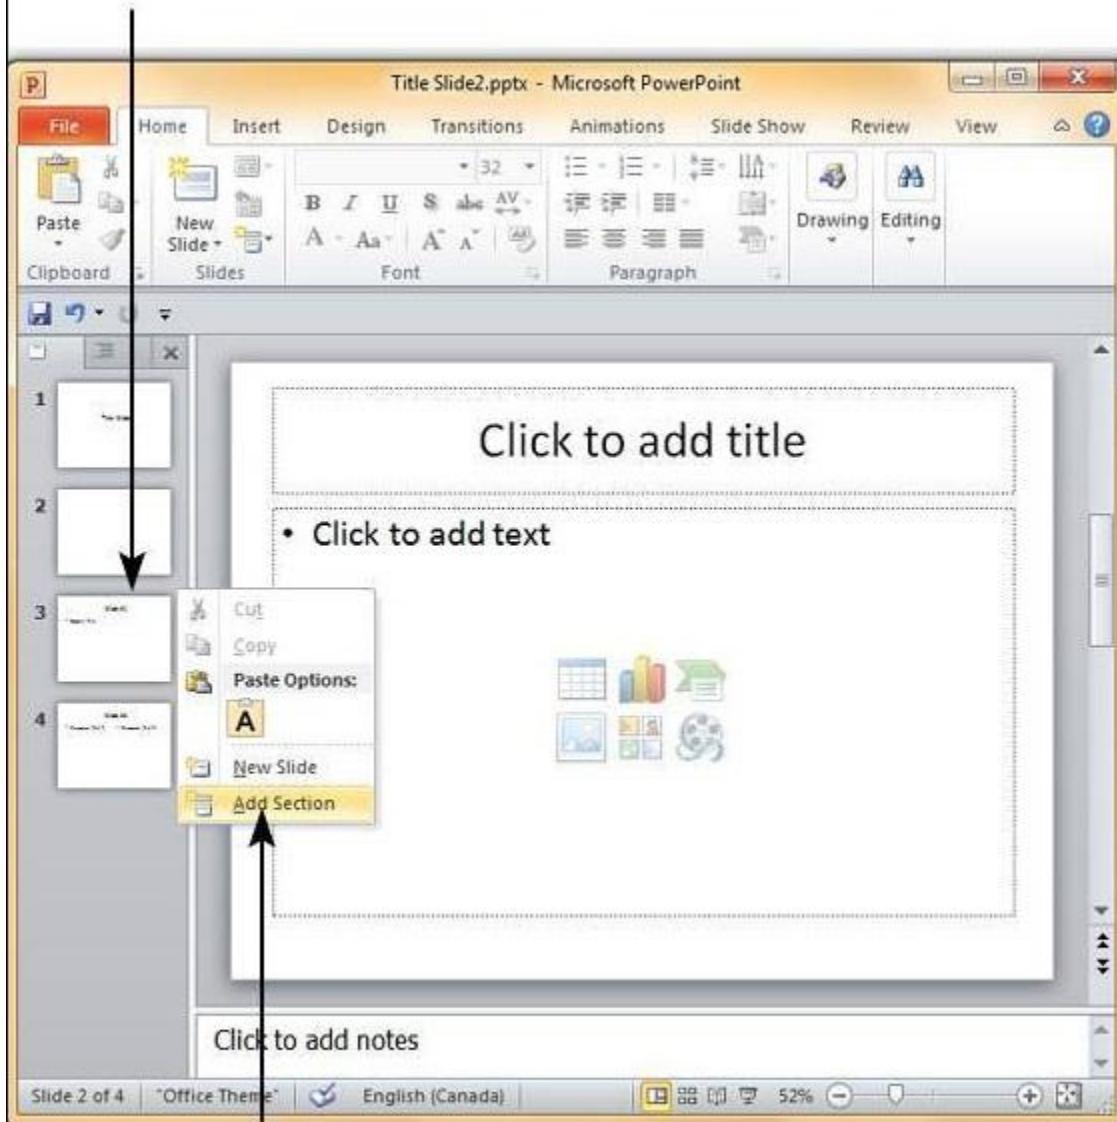 Title Slide2.pptx - Microsoft PowerPoint
File Home Insert Design Transitions Animations Slide Show Review View
32
Paste
New Slide
B I U S abc AV
A Aa A A
Drawing Editing
Clipboard Slides Font Paragraph
1
2
3
4
Click to add title
• Click to add text
Cut
Copy
Paste Options:
A
New Slide
Add Section
Click to add notes
Slide 2 of 4 "Office Theme" English (Canada) 52%